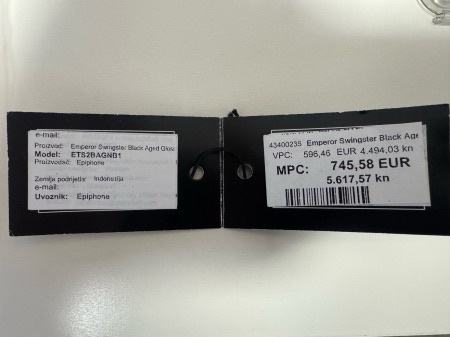 e-mail:
Proizvod: Emperor Swingster Black Aged Gloss
Model: ETS2BAGNB1
Proizvođač: Epiphone
Zemlja podrijetla: Indonezija
e-mail:
Uvoznik: Epiphone
43400235 Emperor Swingster Black Age
VPC: 596,46 EUR 4.494,03 kn
MPC: 745,58 EUR
5.617,57 kn